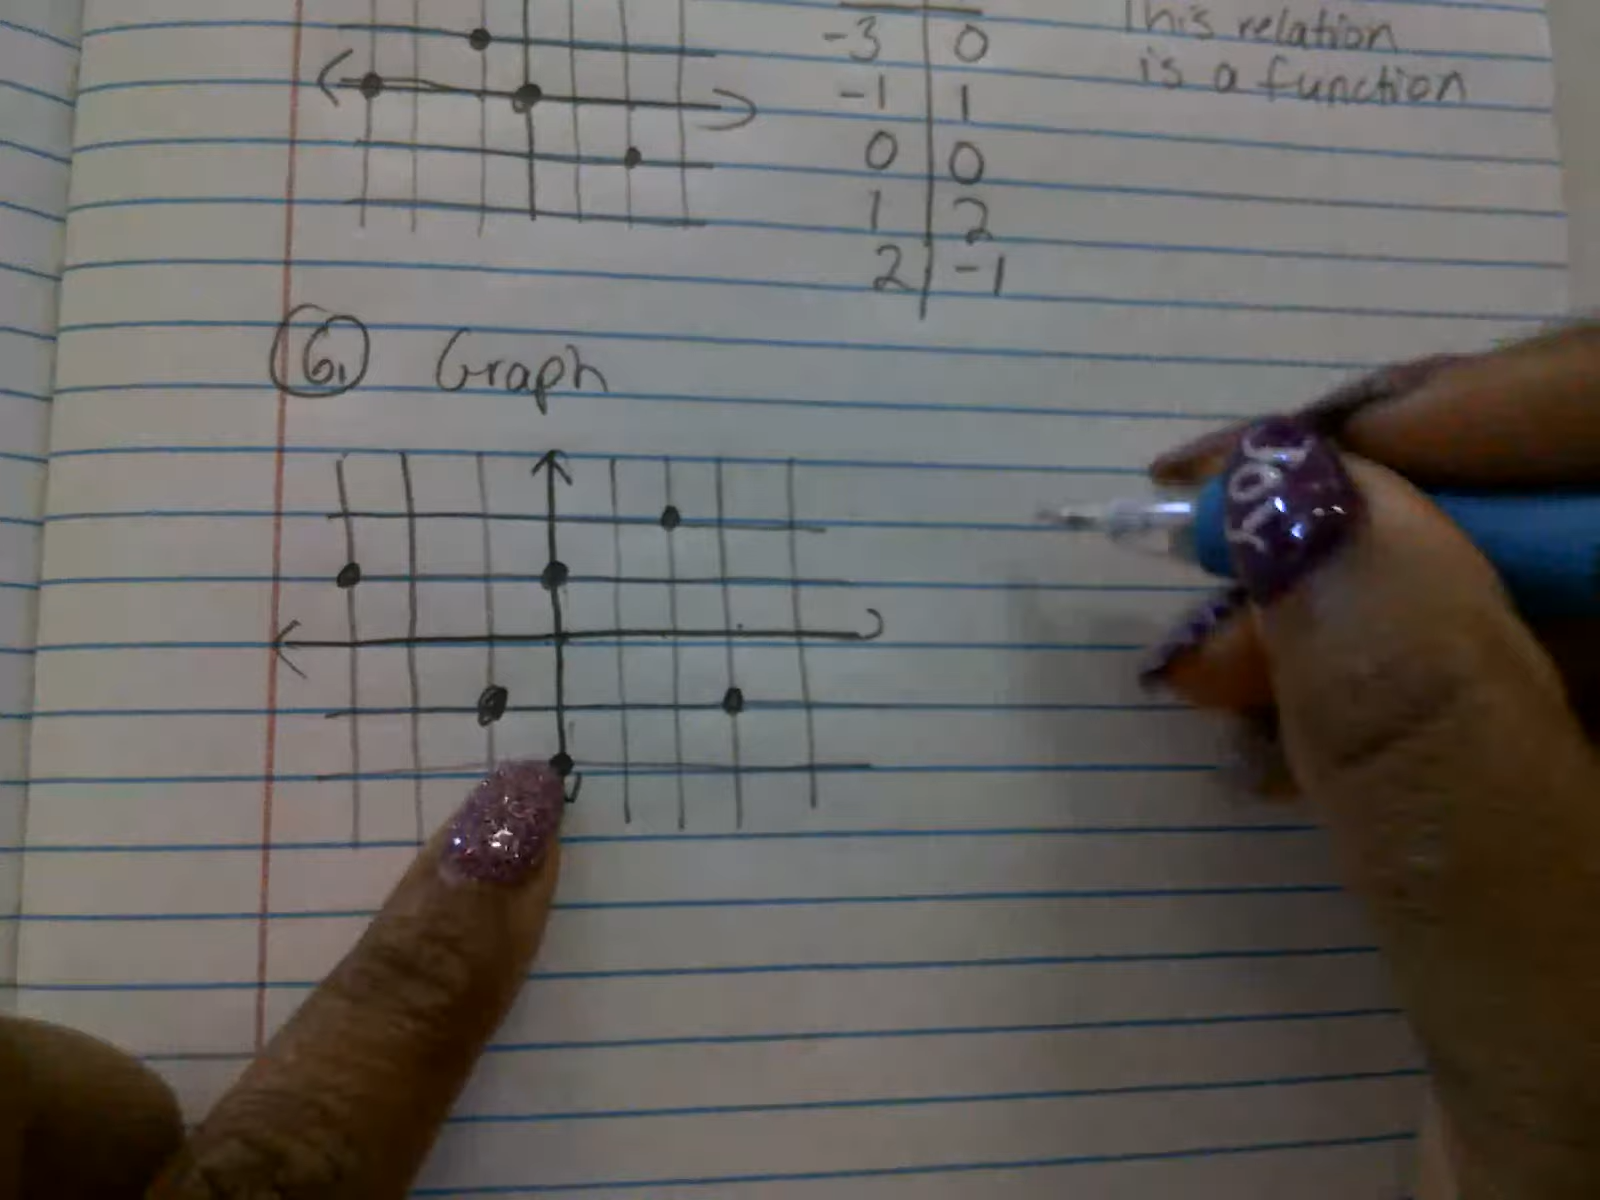 -3 0
This relation
-1 1
is a function
0 0
1 2
2 -1
6. Graph
JOY